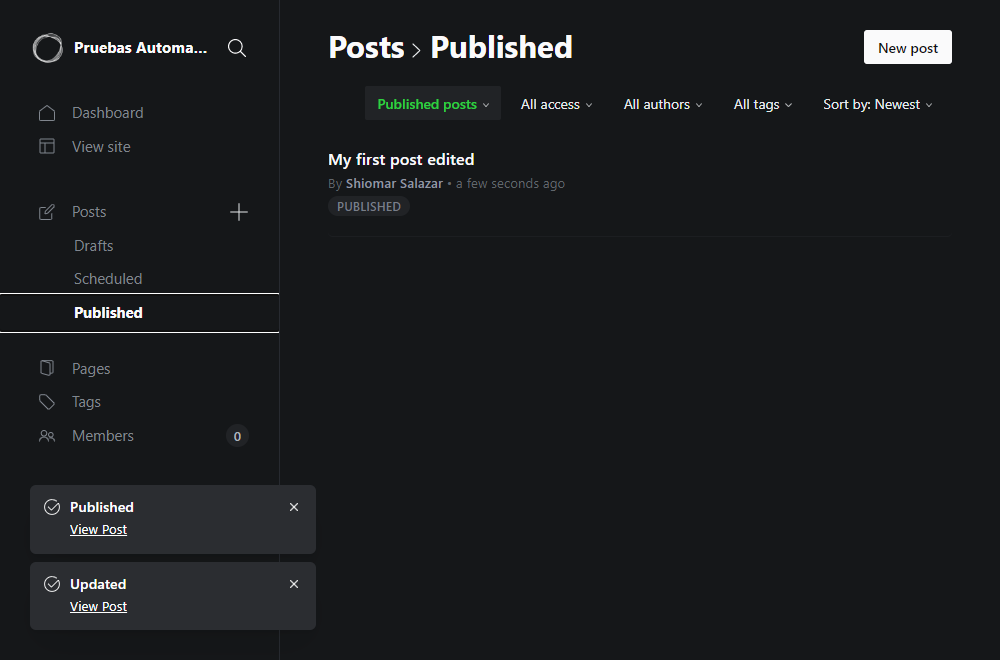 Pruebas Automa...
Dashboard
View site
Posts
Drafts
Scheduled
Published
Pages
Tags
Members
0
Published
View Post
Updated
View Post
Posts > Published
New post
Published posts
All access
All authors
All tags
Sort by: Newest
My first post edited
By Shiomar Salazar • a few seconds ago
PUBLISHED